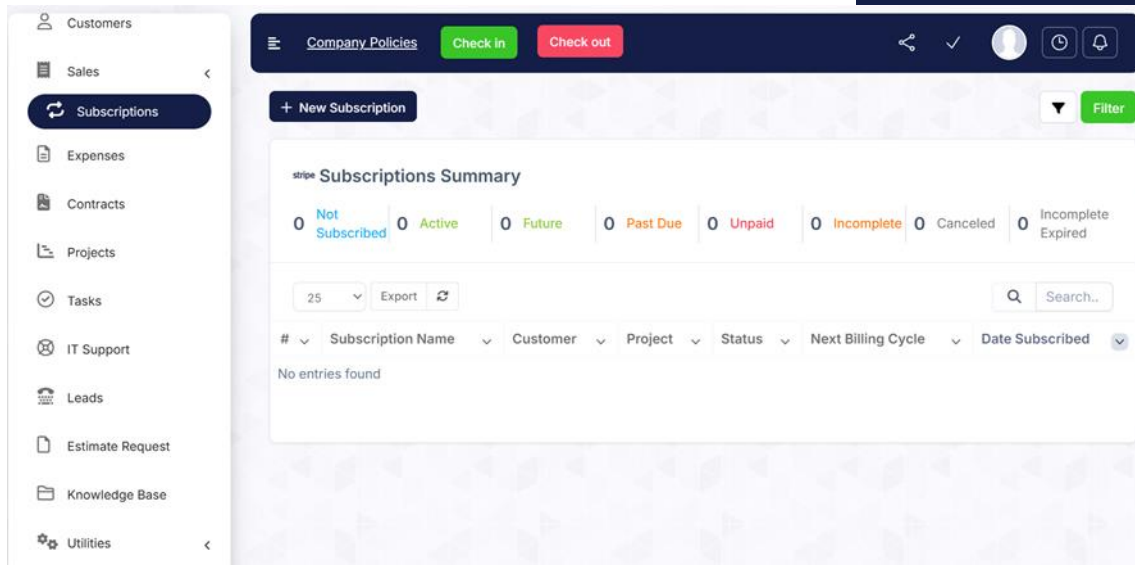 Customers
Sales
Subscriptions
Expenses
Contracts
Projects
Tasks
IT Support
Leads
Estimate Request
Knowledge Base
Utilities
Company Policies Check in Check out
+ New Subscription Filter
stripe Subscriptions Summary
0 Not Subscribed 0 Active 0 Future 0 Past Due 0 Unpaid 0 Incomplete 0 Canceled 0 Incomplete Expired
25 Export Search..
# Subscription Name Customer Project Status Next Billing Cycle Date Subscribed
No entries found